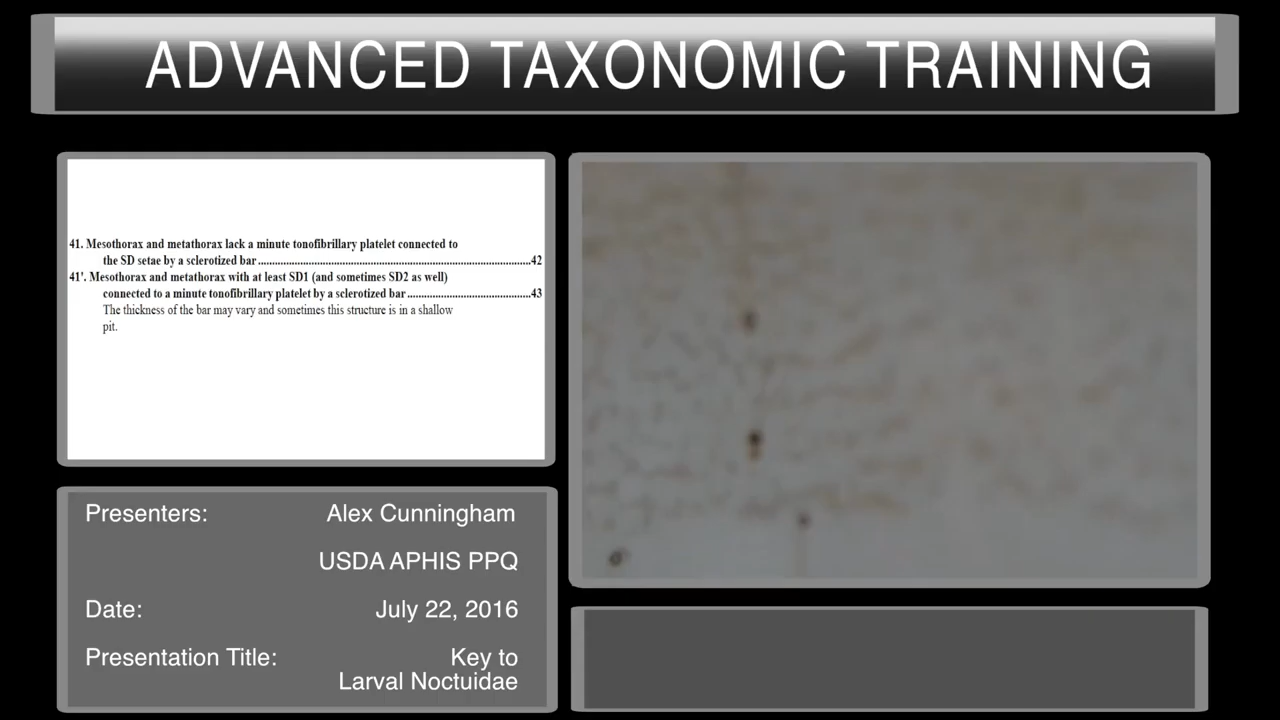 ADVANCED TAXONOMIC TRAINING
41. Mesothorax and metathorax lack a minute tonofibrillary platelet connected to
the SD setae by a sclerotized bar ....................................................................................42
41'. Mesothorax and metathorax with at least SD1 (and sometimes SD2 as well)
connected to a minute tonofibrillary platelet by a sclerotized bar ......................................43
The thickness of the bar may vary and sometimes this structure is in a shallow
pit.
Presenters: Alex Cunningham
USDA APHIS PPQ
Date: July 22, 2016
Presentation Title: Key to
Larval Noctuidae